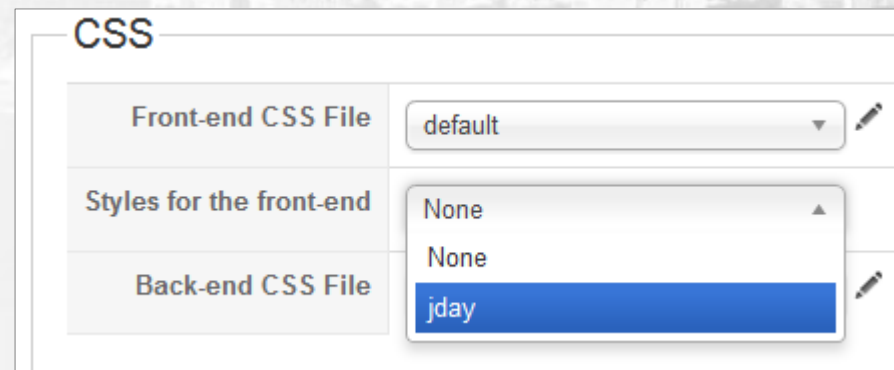 CSS
Front-end CSS File default
Styles for the front-end None
None
Back-end CSS File
jday